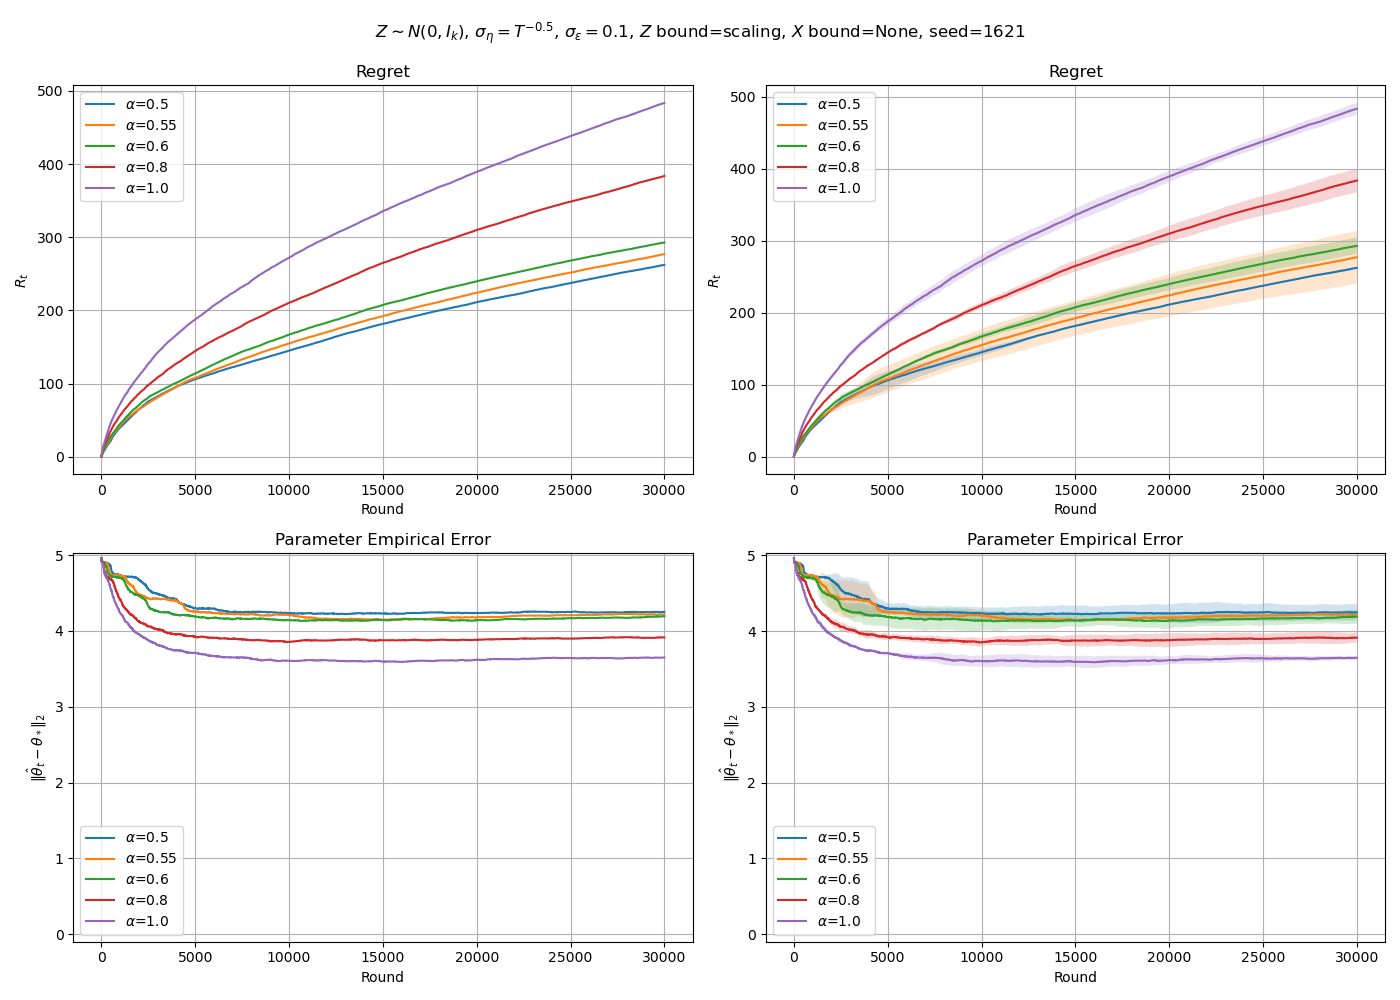 Z ~ N(0, I_k), σ_η = T^{-0.5}, σ_ε = 0.1, Z bound=scaling, X bound=None, seed=1621
Regret
500
400
300
200
100
0
R_t
α=0.5
α=0.55
α=0.6
α=0.8
α=1.0
0 5000 10000 15000 20000 25000 30000
Round
Regret
500
400
300
200
100
0
R_t
α=0.5
α=0.55
α=0.6
α=0.8
α=1.0
0 5000 10000 15000 20000 25000 30000
Round
Parameter Empirical Error
5
4
3
2
1
0
‖θ̂_t − θ_*‖_2
α=0.5
α=0.55
α=0.6
α=0.8
α=1.0
0 5000 10000 15000 20000 25000 30000
Round
Parameter Empirical Error
5
4
3
2
1
0
‖θ̂_t − θ_*‖_2
α=0.5
α=0.55
α=0.6
α=0.8
α=1.0
0 5000 10000 15000 20000 25000 30000
Round